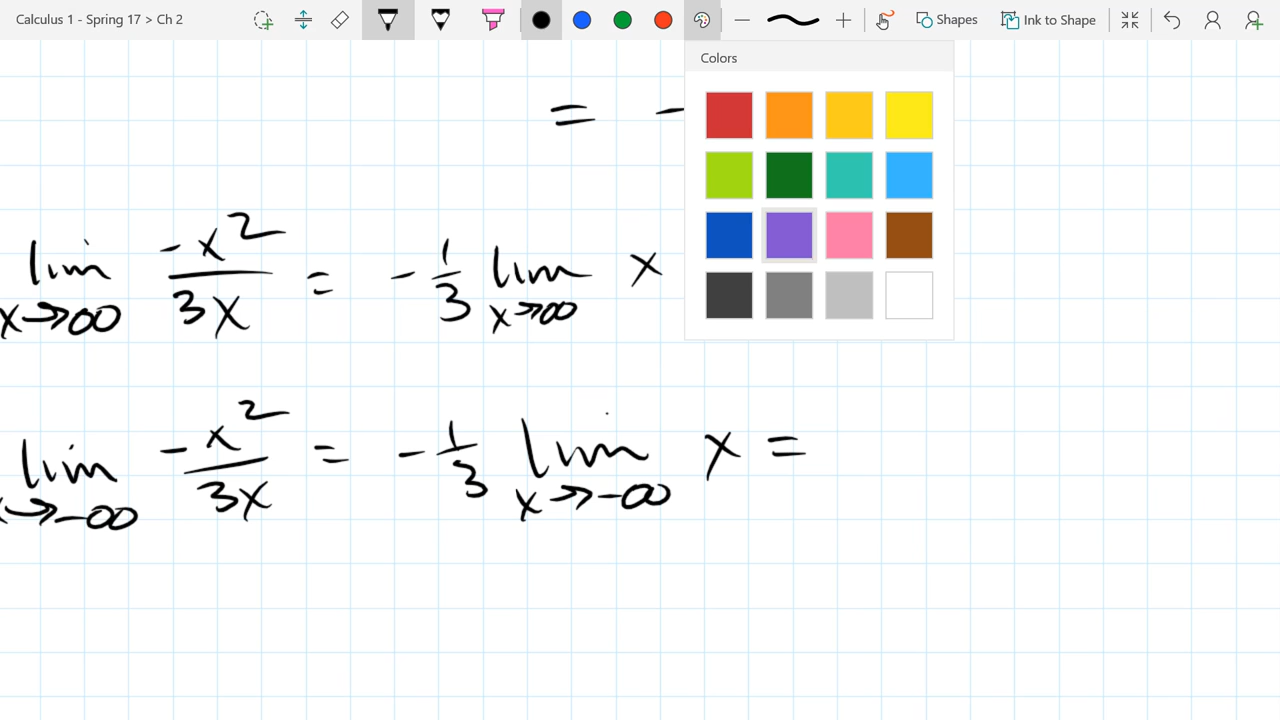 Calculus 1 - Spring 17 > Ch 2
Shapes
Ink to Shape
Colors
= -
lim x→∞ -x²/3x = -1/3 lim x→∞ x
lim x→-∞ -x²/3x = -1/3 lim x→-∞ x =